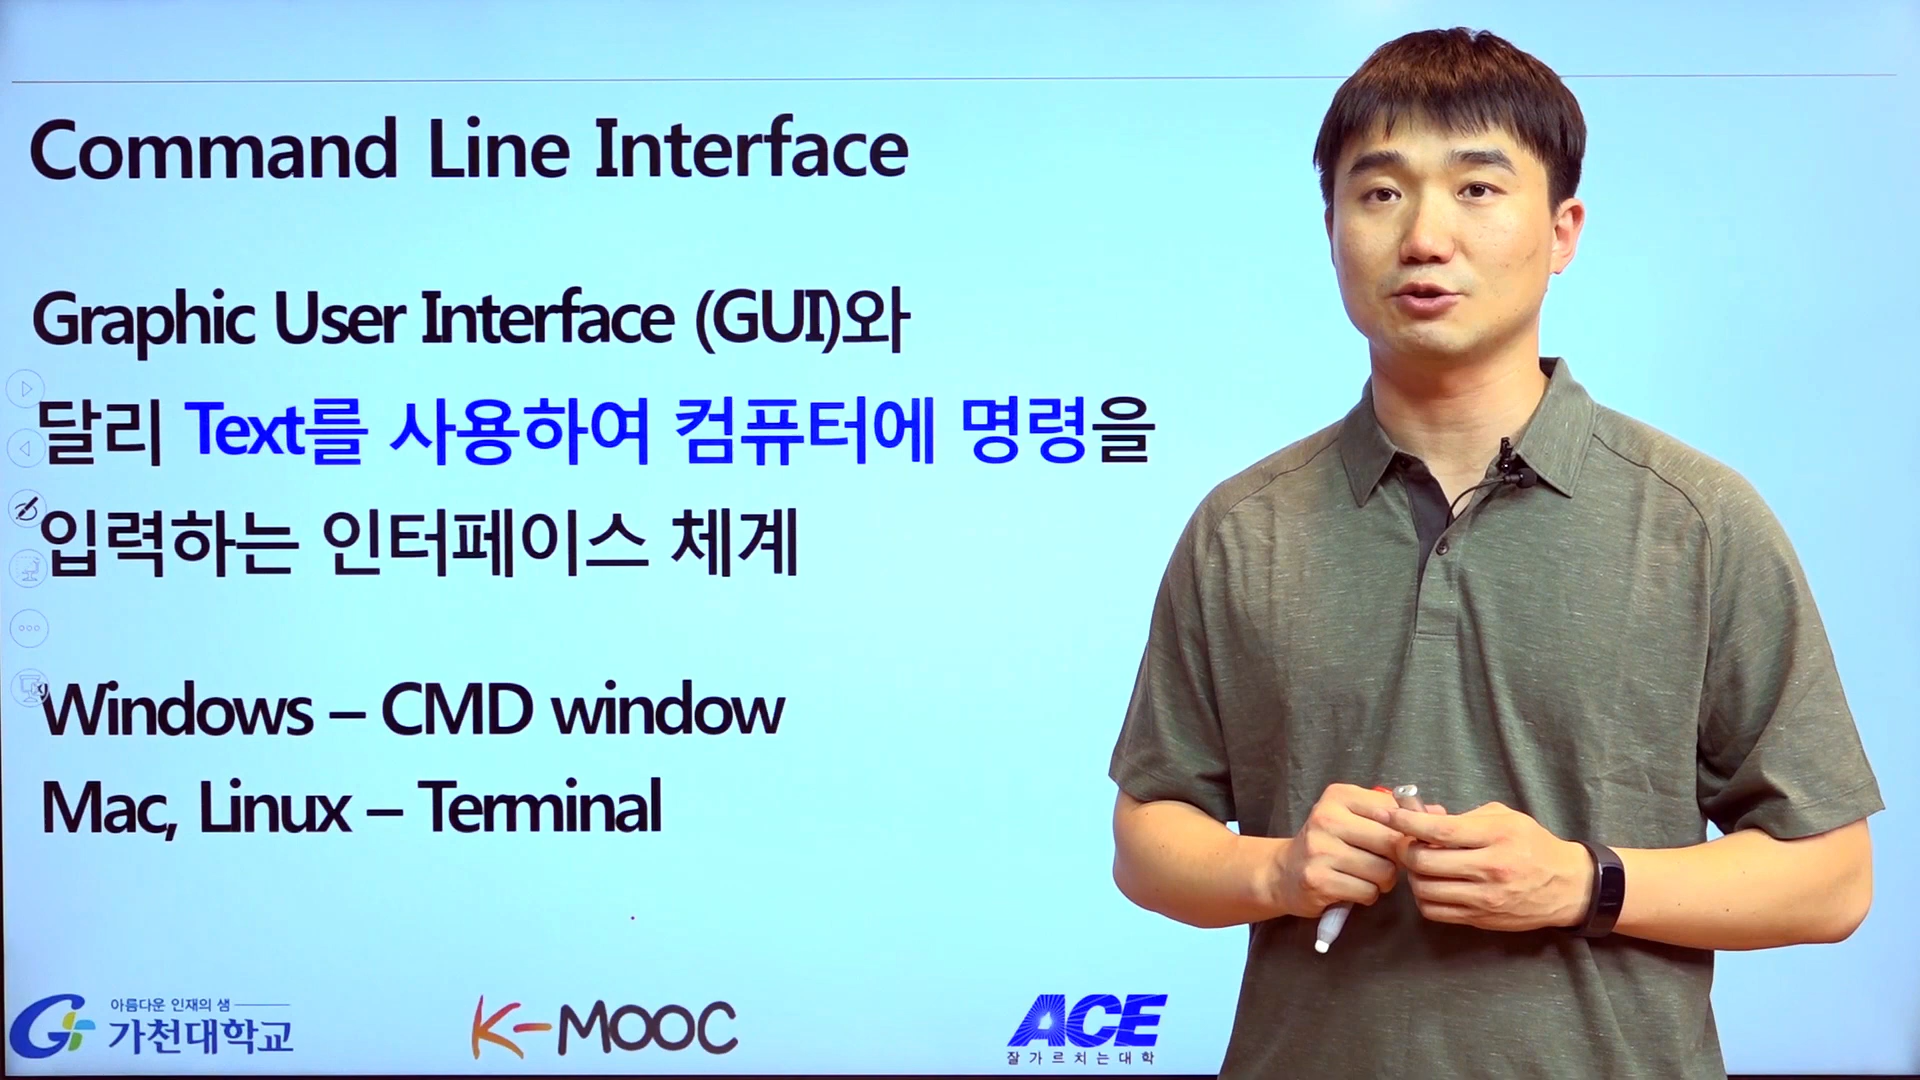 Command Line Interface
Graphic User Interface (GUI)와
달리 Text를 사용하여 컴퓨터에 명령을
입력하는 인터페이스 체계
Windows – CMD window
Mac, Linux – Terminal
아름다운 인재의 샘
가천대학교
K-MOOC
ACE
잘가르치는대학